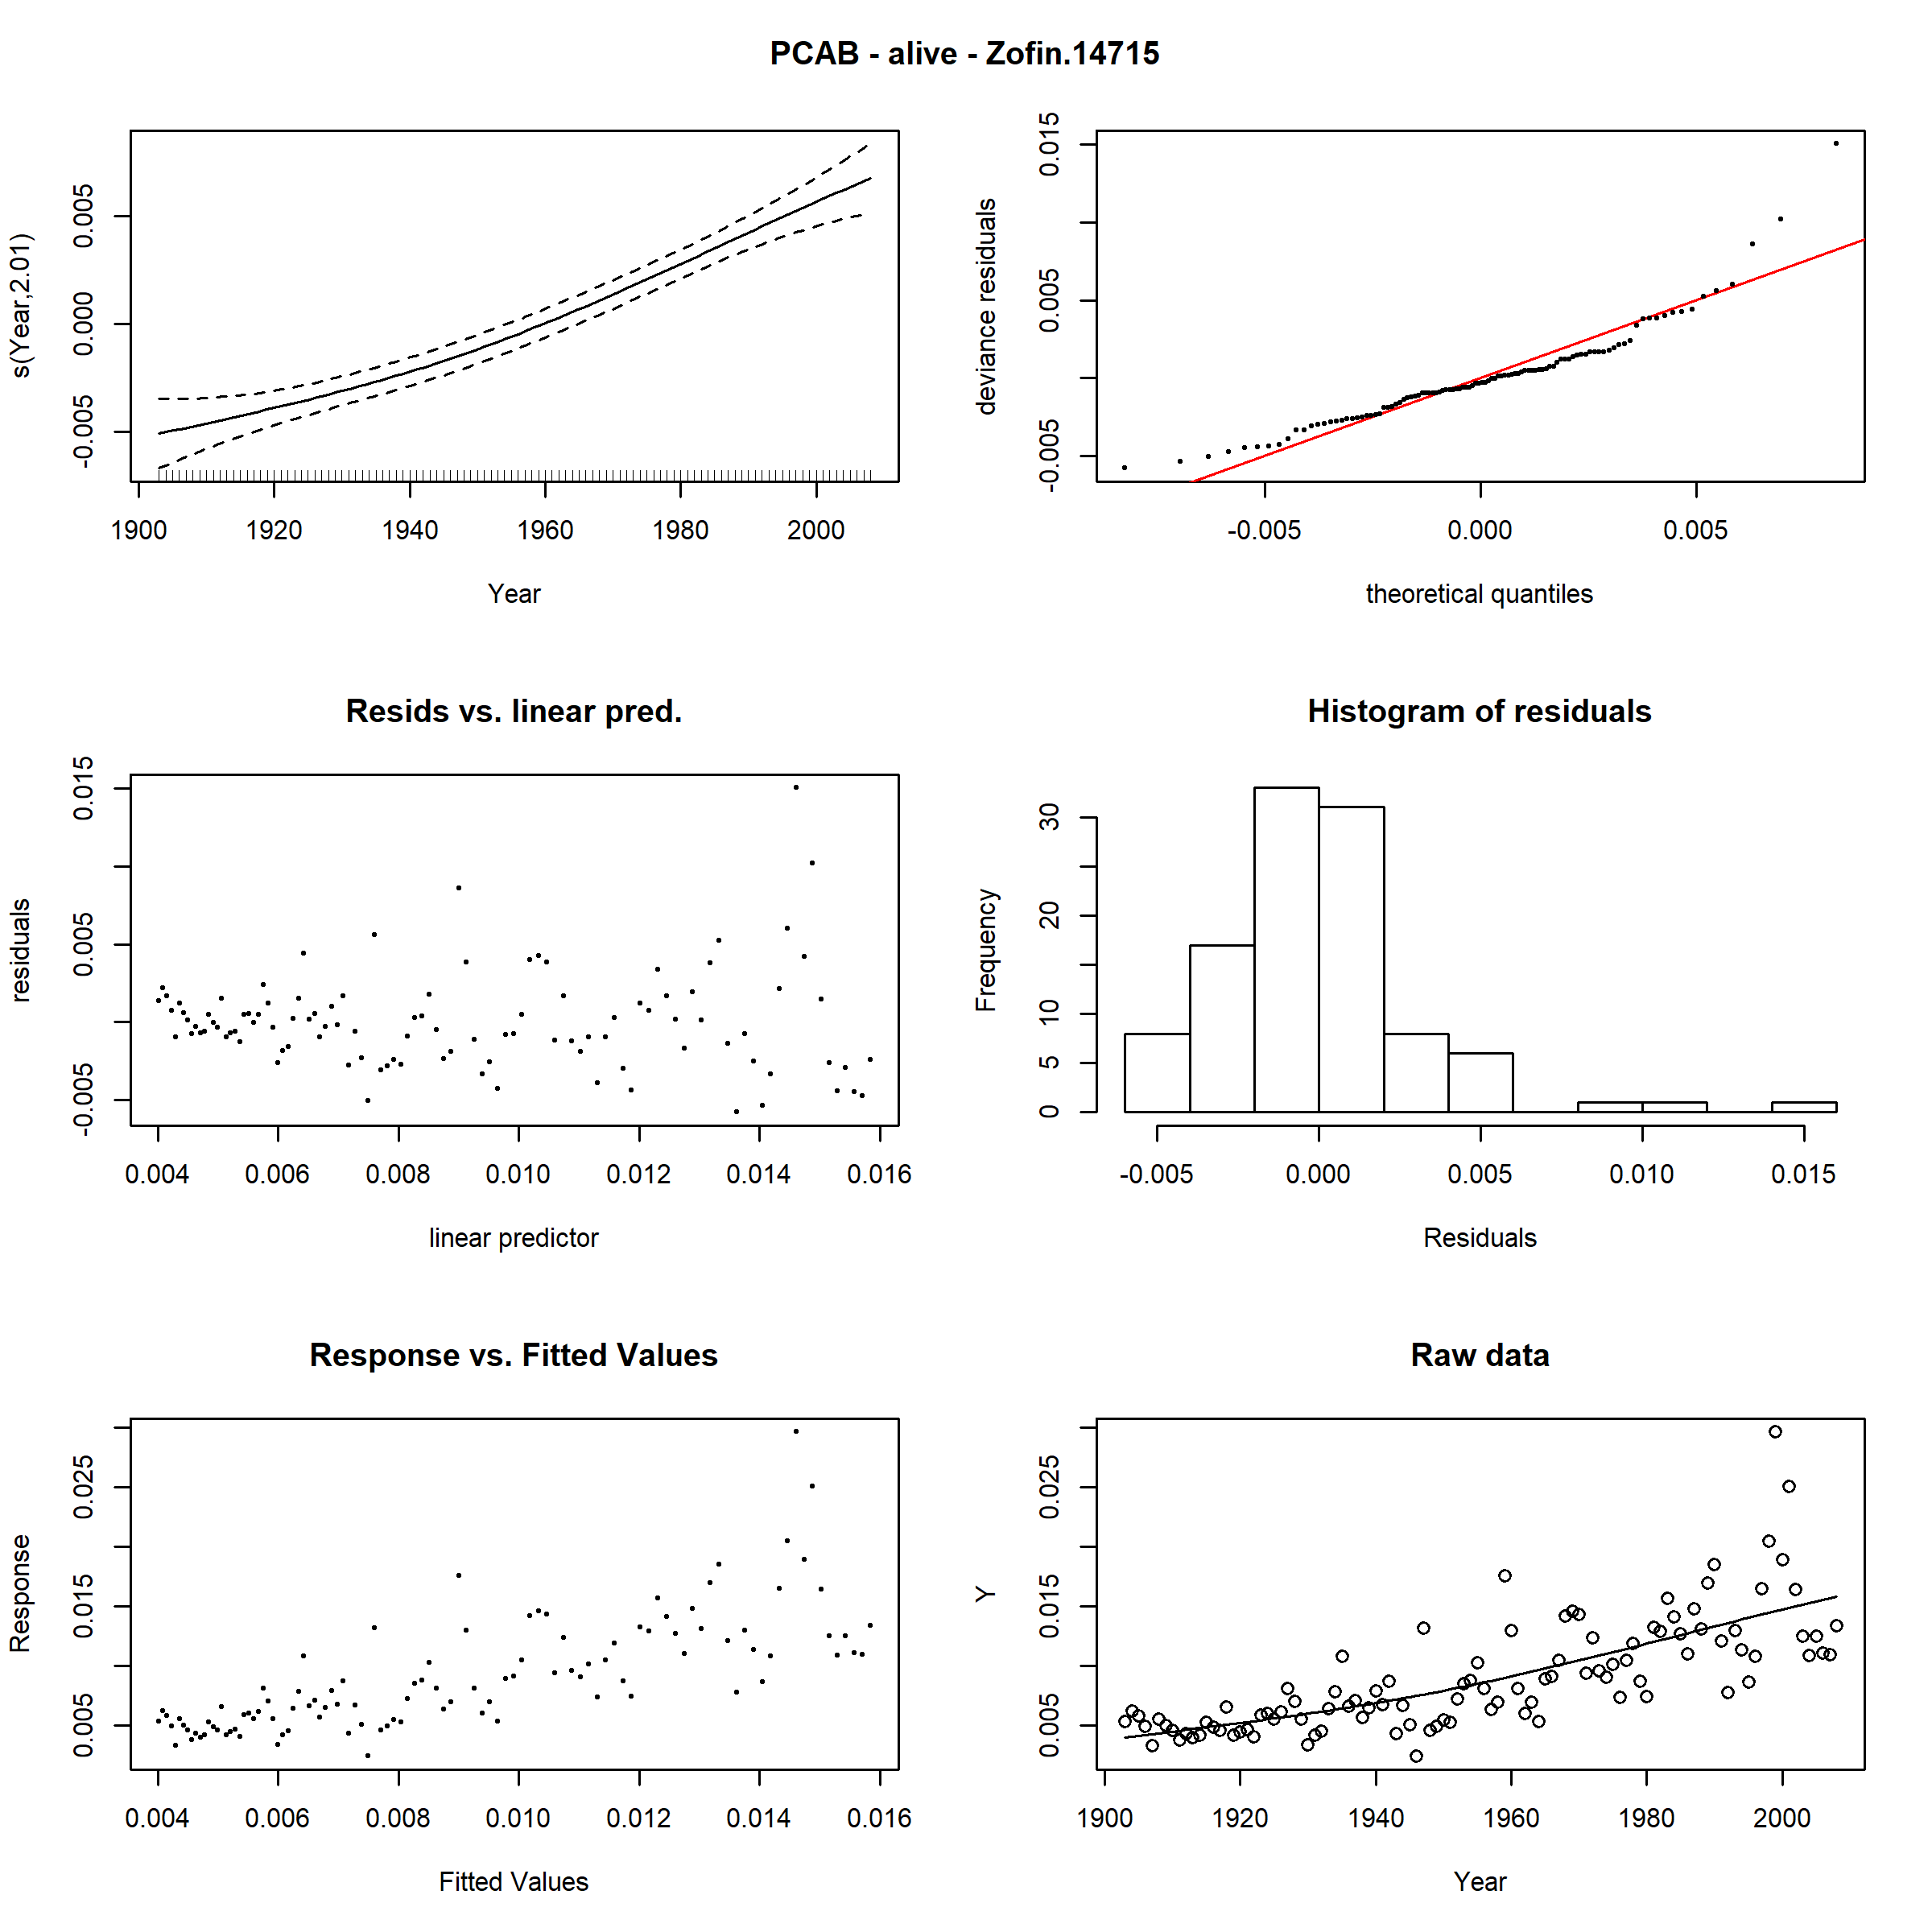 PCAB - alive - Zofin.14715
s(Year,2.01)
0.005
0.000
-0.005
1900 1920 1940 1960 1980 2000
Year
deviance residuals
0.015
0.005
-0.005
-0.005 0.000 0.005
theoretical quantiles
Resids vs. linear pred.
residuals
0.015
0.005
-0.005
0.004 0.006 0.008 0.010 0.012 0.014 0.016
linear predictor
Histogram of residuals
Frequency
30
20
10
5
0
-0.005 0.000 0.005 0.010 0.015
Residuals
Response vs. Fitted Values
Response
0.025
0.015
0.005
0.004 0.006 0.008 0.010 0.012 0.014 0.016
Fitted Values
Raw data
Y
0.025
0.015
0.005
1900 1920 1940 1960 1980 2000
Year